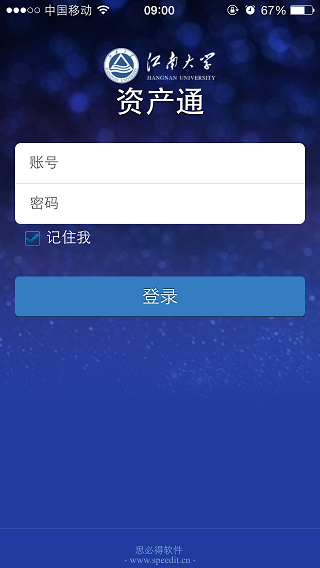 中国移动 09:00 67%
江南大学
JIANGNAN UNIVERSITY
资产通
账号
密码
记住我
登录
思必得软件
- www.speedit.cn -